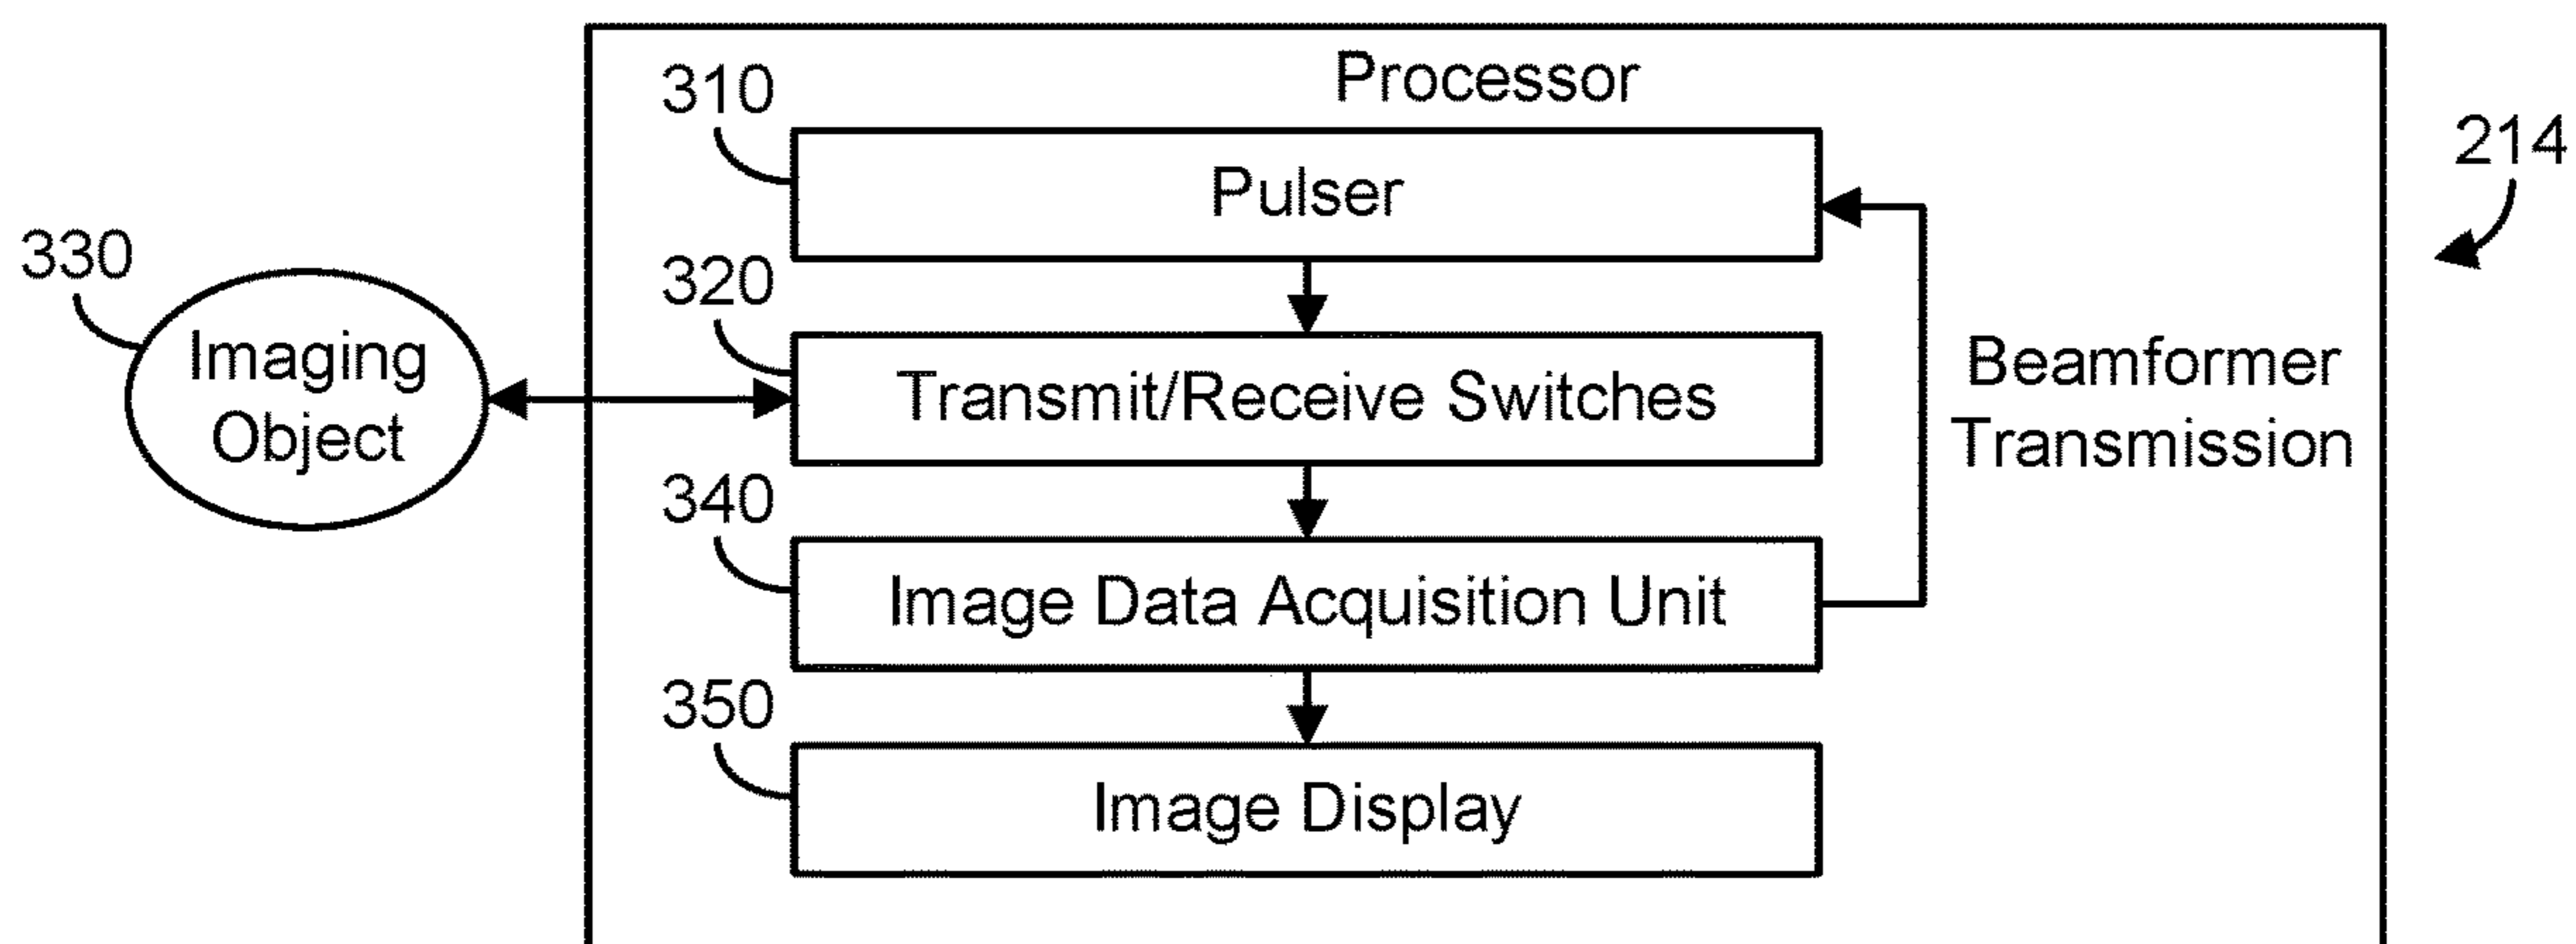 Processor
310
Pulser
214
330
Imaging
Object
320
Transmit/Receive Switches
Beamformer
Transmission
340
Image Data Acquisition Unit
350
Image Display